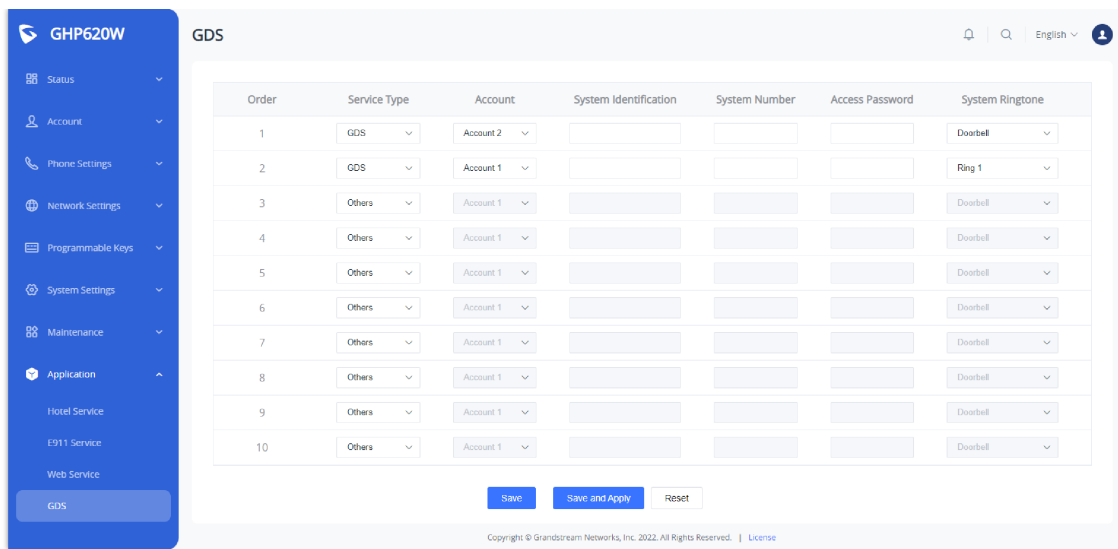 GHP620W
GDS
English
Status
Account
Phone Settings
Network Settings
Programmable Keys
System Settings
Maintenance
Application
Hotel Service
E911 Service
Web Service
GDS
Order Service Type Account System Identification System Number Access Password System Ringtone
1 GDS Account 2 Doorbell
2 GDS Account 1 Ring 1
3 Others Account 1 Doorbell
4 Others Account 1 Doorbell
5 Others Account 1 Doorbell
6 Others Account 1 Doorbell
7 Others Account 1 Doorbell
8 Others Account 1 Doorbell
9 Others Account 1 Doorbell
10 Others Account 1 Doorbell
Save Save and Apply Reset
Copyright © Grandstream Networks, Inc. 2022. All Rights Reserved. | License